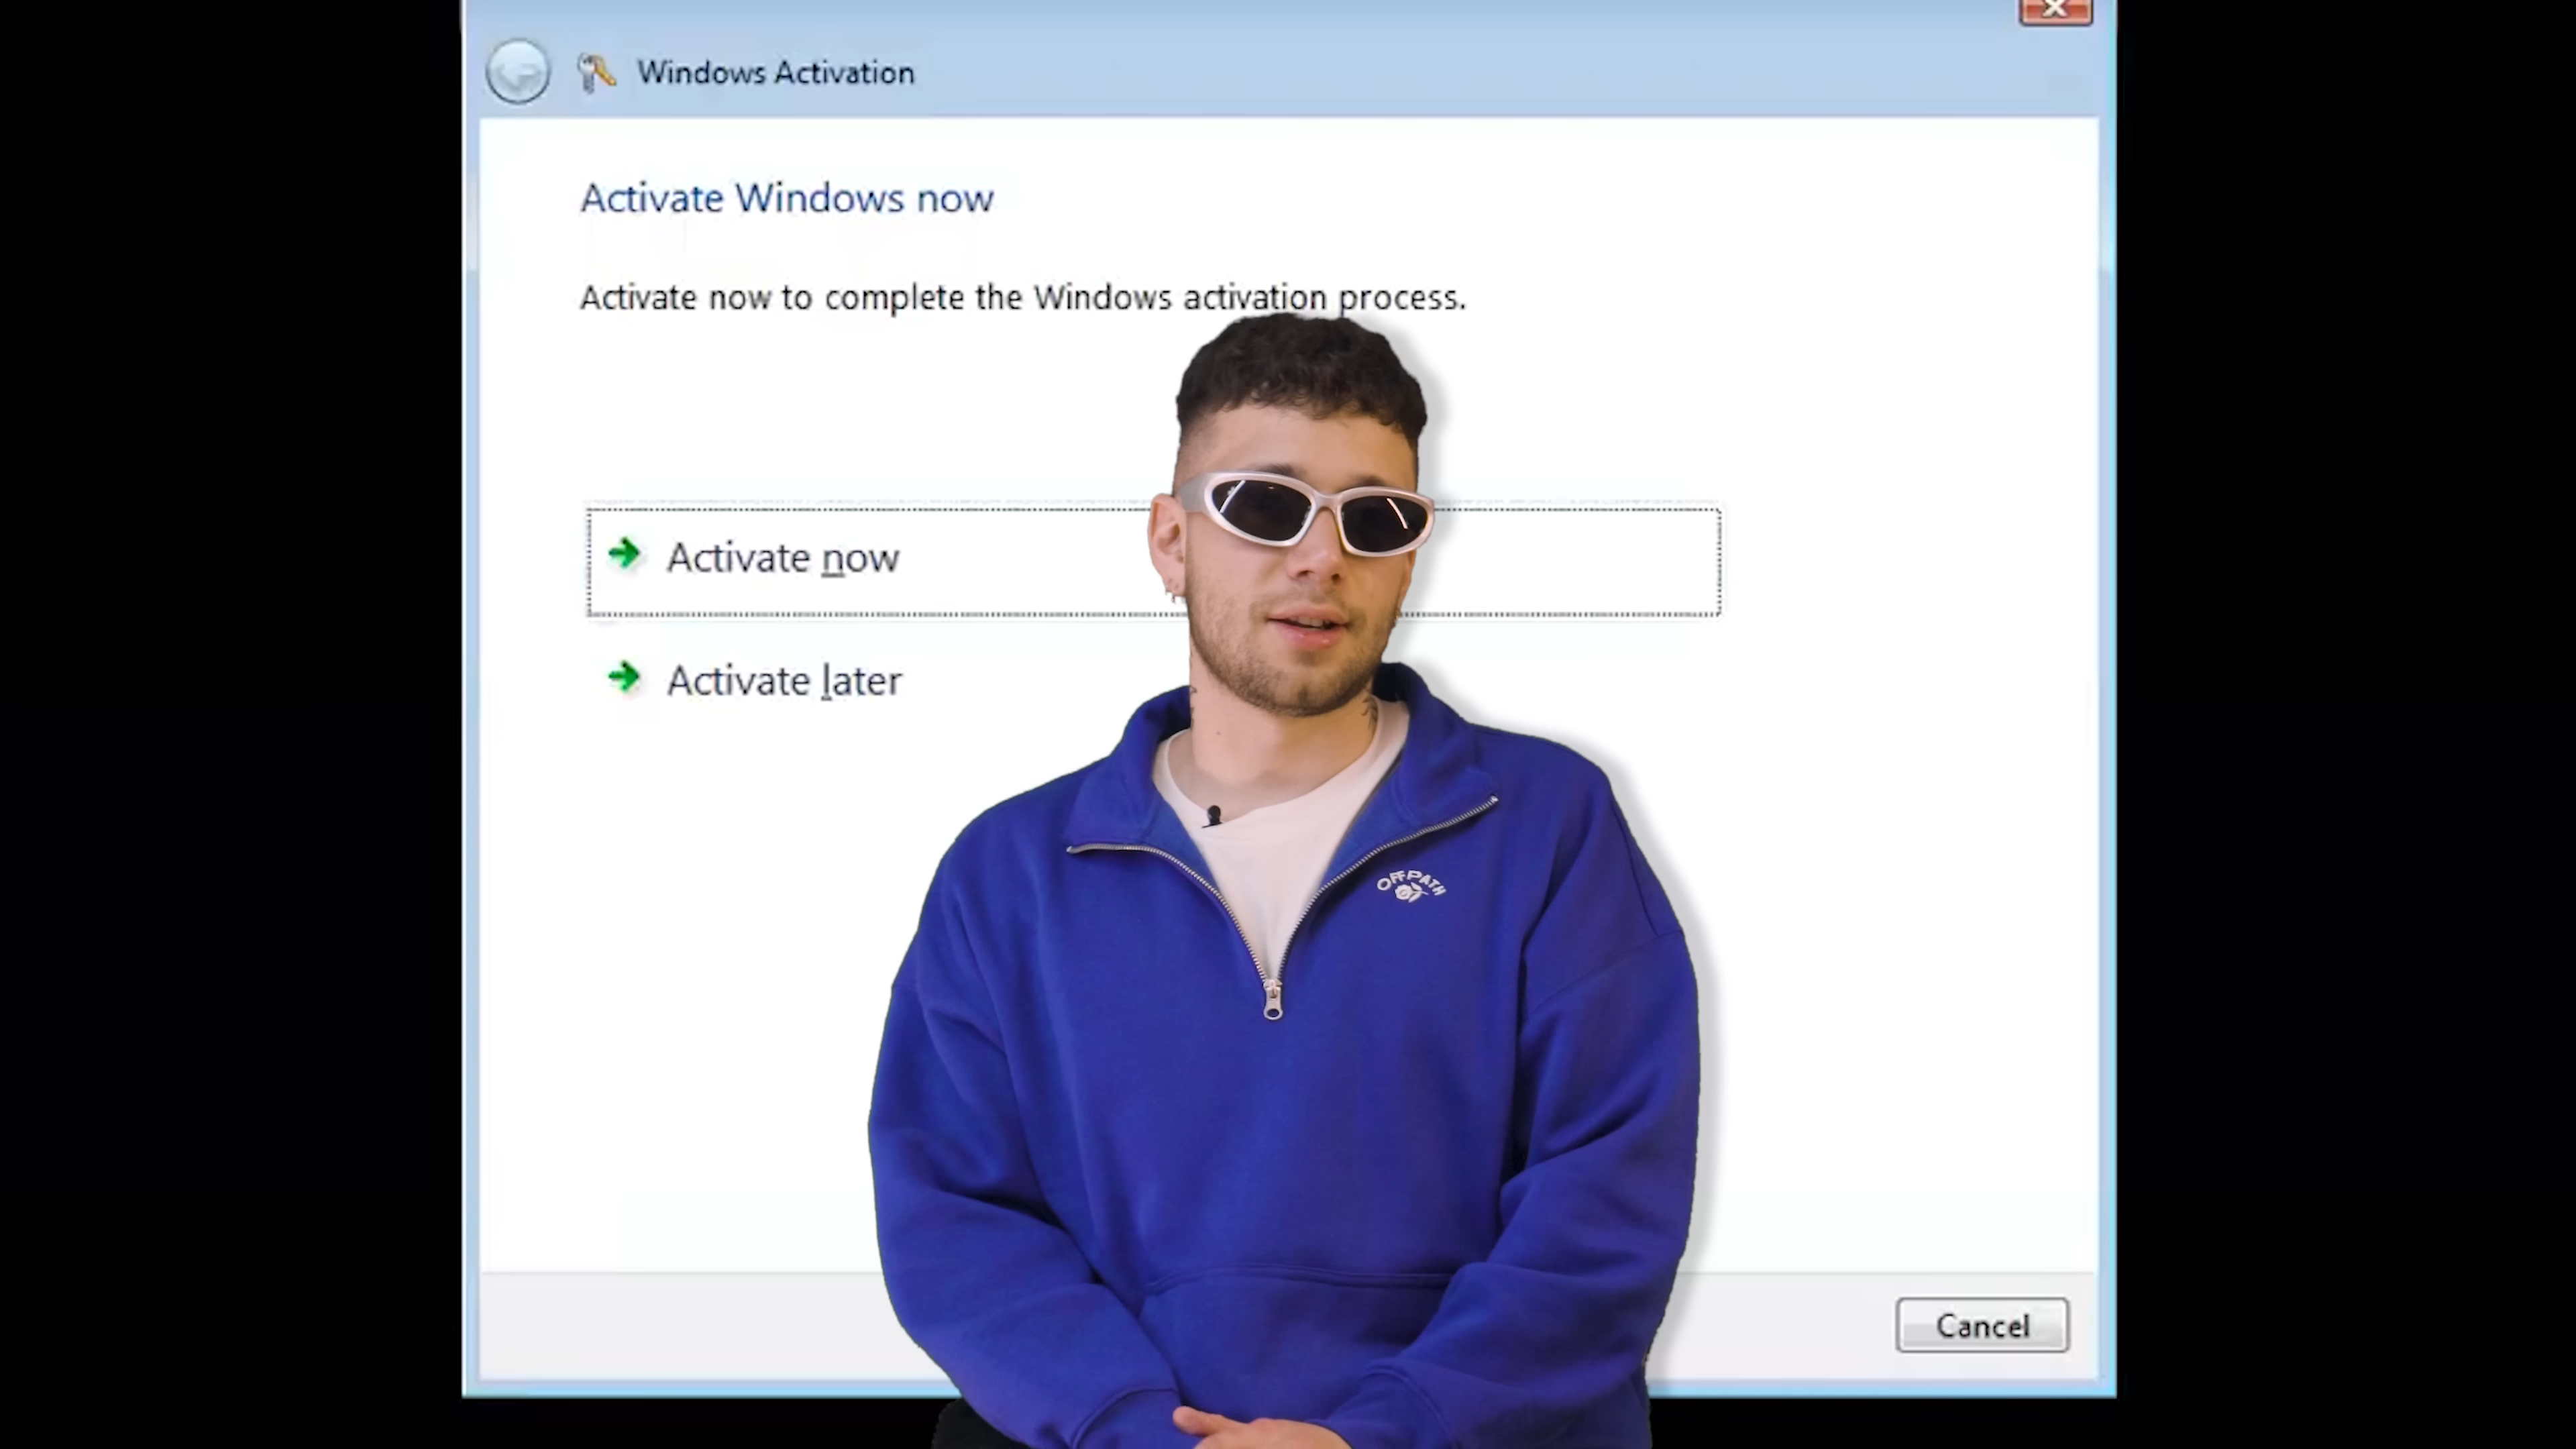 Windows Activation
Activate Windows now
Activate now to complete the Windows activation process.
Activate now
Activate later
OFFPATH
Cancel